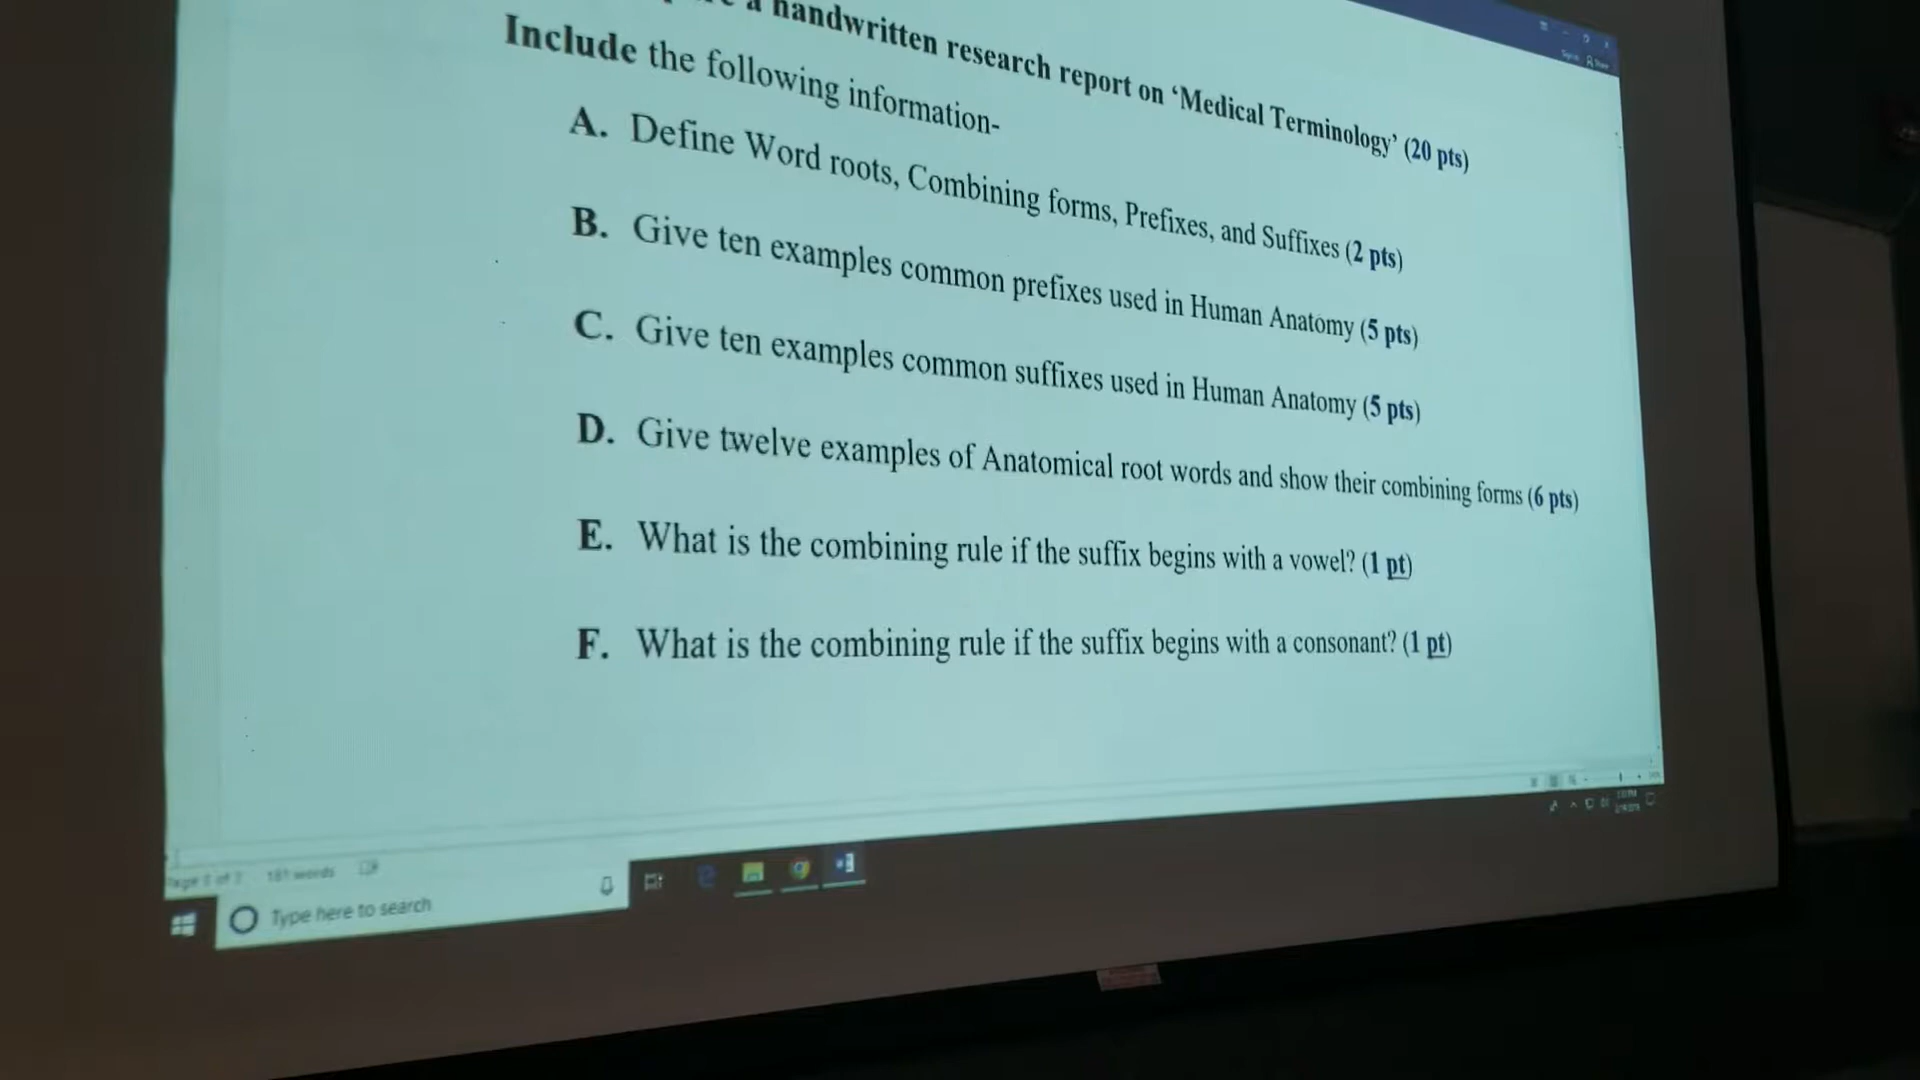 a handwritten research report on ‘Medical Terminology’ (20 pts)
Include the following information-
A. Define Word roots, Combining forms, Prefixes, and Suffixes (2 pts)
B. Give ten examples common prefixes used in Human Anatomy (5 pts)
C. Give ten examples common suffixes used in Human Anatomy (5 pts)
D. Give twelve examples of Anatomical root words and show their combining forms (6 pts)
E. What is the combining rule if the suffix begins with a vowel? (1 pt)
F. What is the combining rule if the suffix begins with a consonant? (1 pt)
181 words
Type here to search